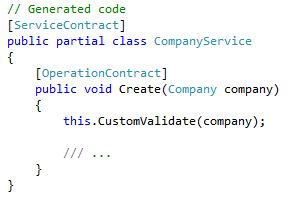 // Generated code
[ServiceContract]
public partial class CompanyService
{
    [OperationContract]
    public void Create(Company company)
    {
        this.CustomValidate(company);

        /// ...
    }
}